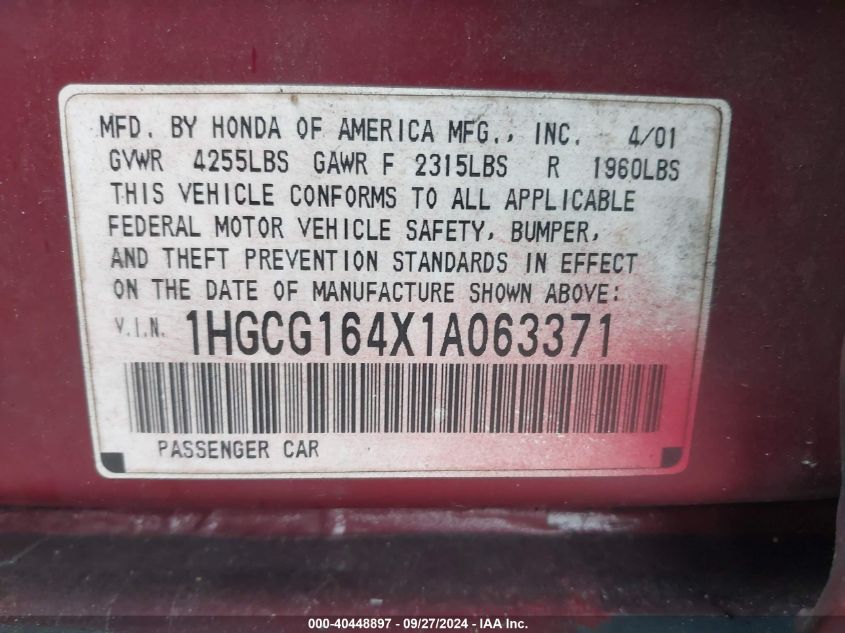 MFD. BY HONDA OF AMERICA MFG., INC. 4/01
GVWR 4255LBS GAWR F 2315LBS R 1960LBS
THIS VEHICLE CONFORMS TO ALL APPLICABLE
FEDERAL MOTOR VEHICLE SAFETY, BUMPER,
AND THEFT PREVENTION STANDARDS IN EFFECT
ON THE DATE OF MANUFACTURE SHOWN ABOVE:
V.I.N. 1HGCG164X1A063371
PASSENGER CAR
000-40448897 - 09/27/2024 - IAA Inc.